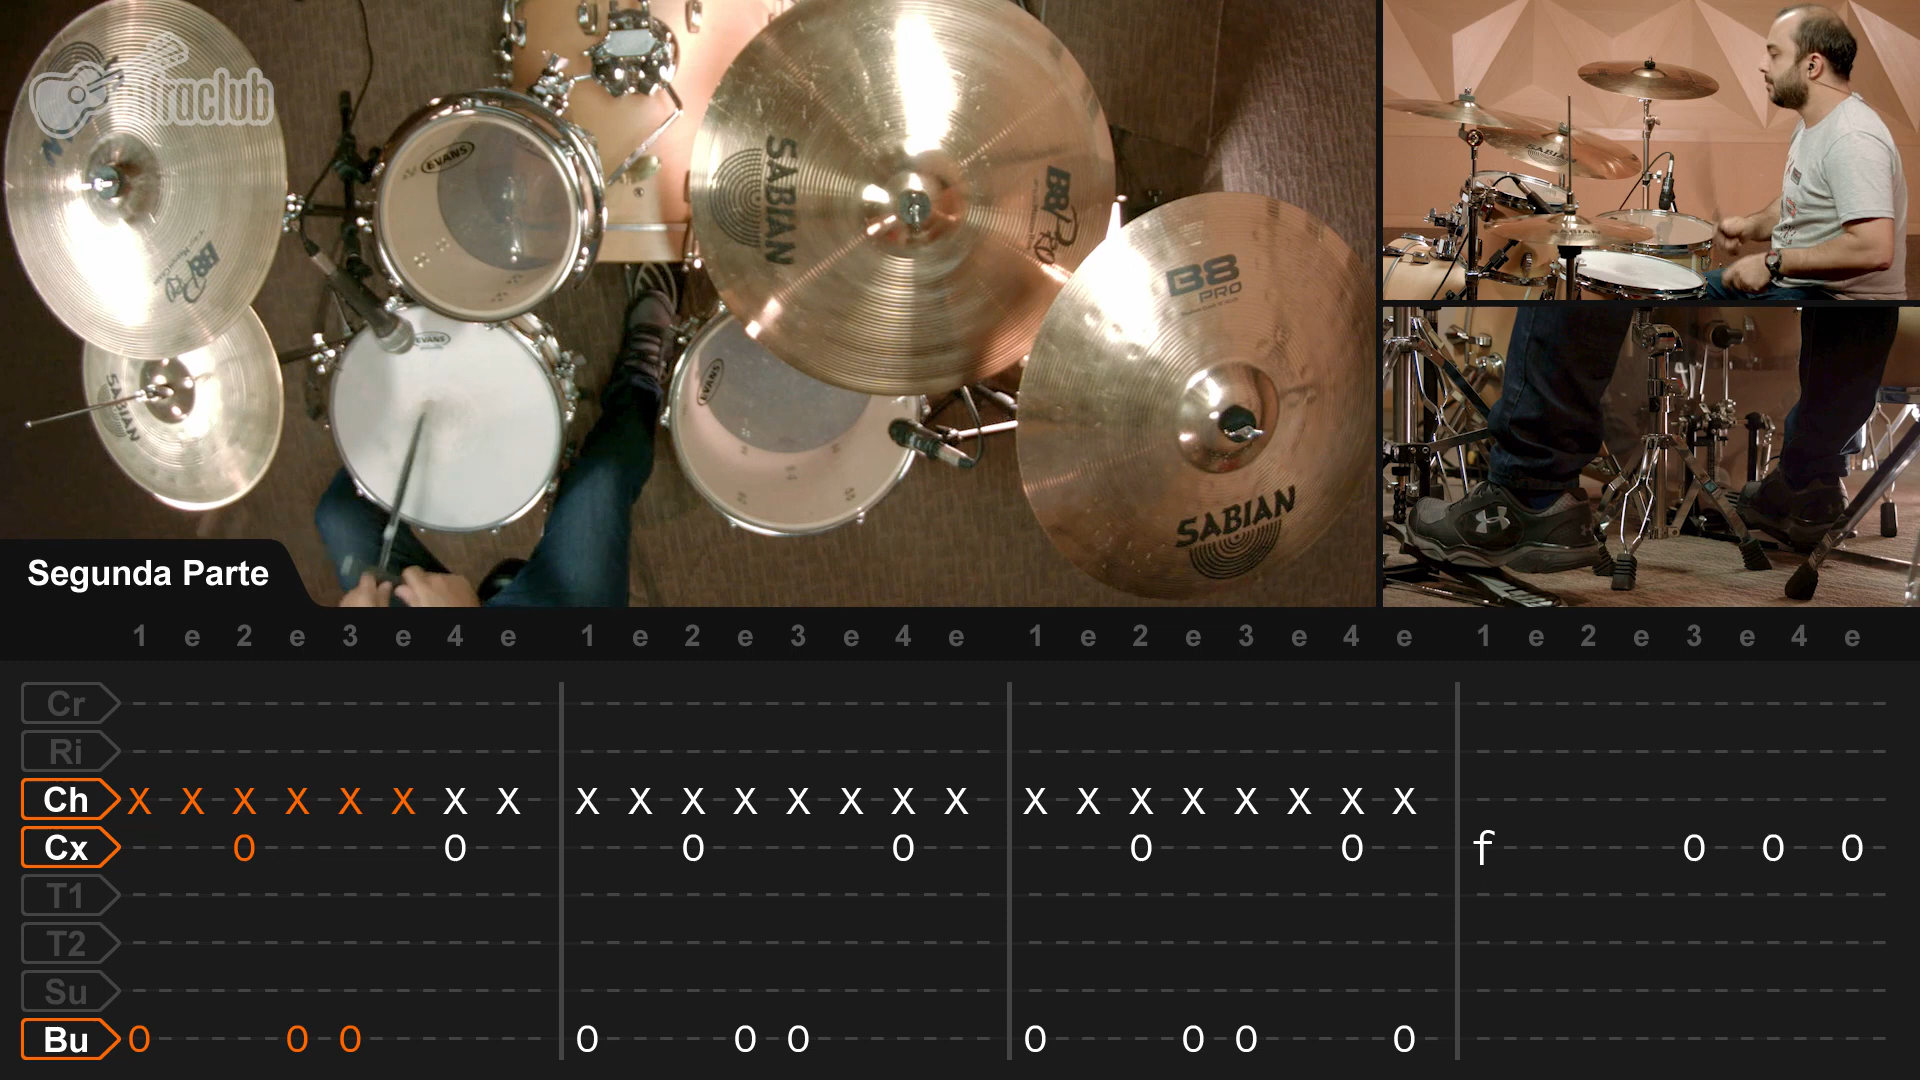 EVANS
SABIAN
B8 Pro
B8
PRO
SABIAN
EVANS
EVANS
SABIAN
SABIAN
Segunda Parte
1 e 2 e 3 e 4 e 1 e 2 e 3 e 4 e 1 e 2 e 3 e 4 e 1 e 2 e 3 e 4 e
Cr
Ri
Ch X X X X X X X X X X X X X X X X X X X X X X X X
Cx O O O O O O f O O O
T1
T2
Su
Bu O O O O O O O O O O